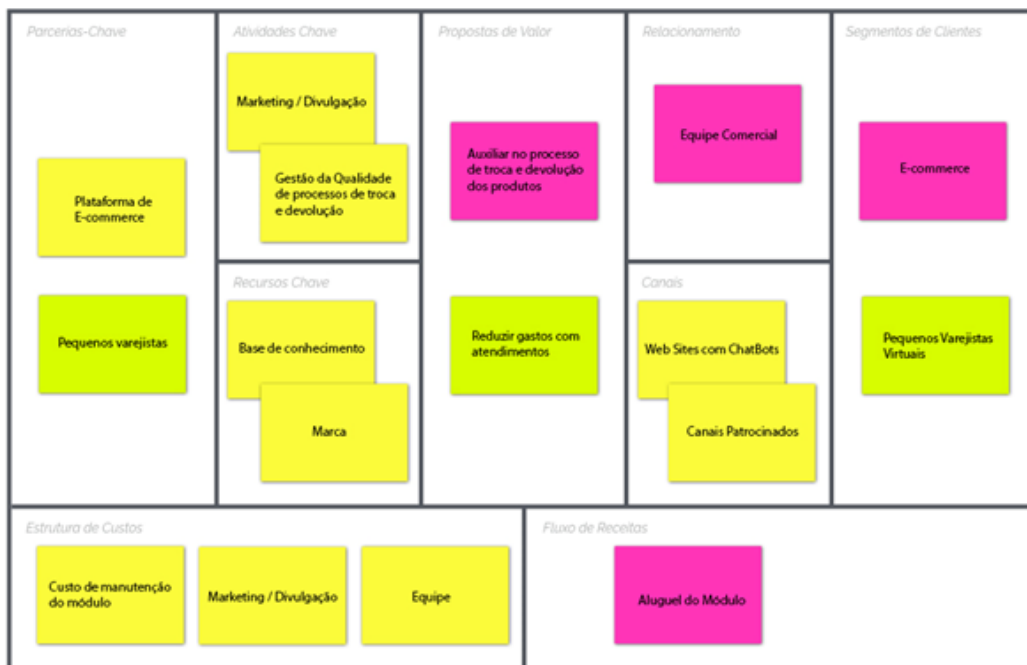 Parcerias-Chave
Plataforma de
E-commerce
Pequenos varejistas
Atividades Chave
Marketing / Divulgação
Gestão da Qualidade
de processos de troca
e devolução
Recursos Chave
Base de conhecimento
Marca
Propostas de Valor
Auxiliar no processo
de troca e devolução
dos produtos
Reduzir gastos com
atendimentos
Relacionamento
Equipe Comercial
Canais
Web Sites com ChatBots
Canais Patrocinados
Segmentos de Clientes
E-commerce
Pequenos Varejistas
Virtuais
Estrutura de Custos
Custo de manutenção
do módulo
Marketing / Divulgação
Equipe
Fluxo de Receitas
Aluguel do Módulo